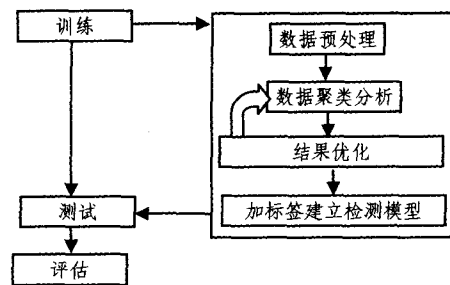 训练
数据预处理
数据聚类分析
结果优化
加标签建立检测模型
测试
评估